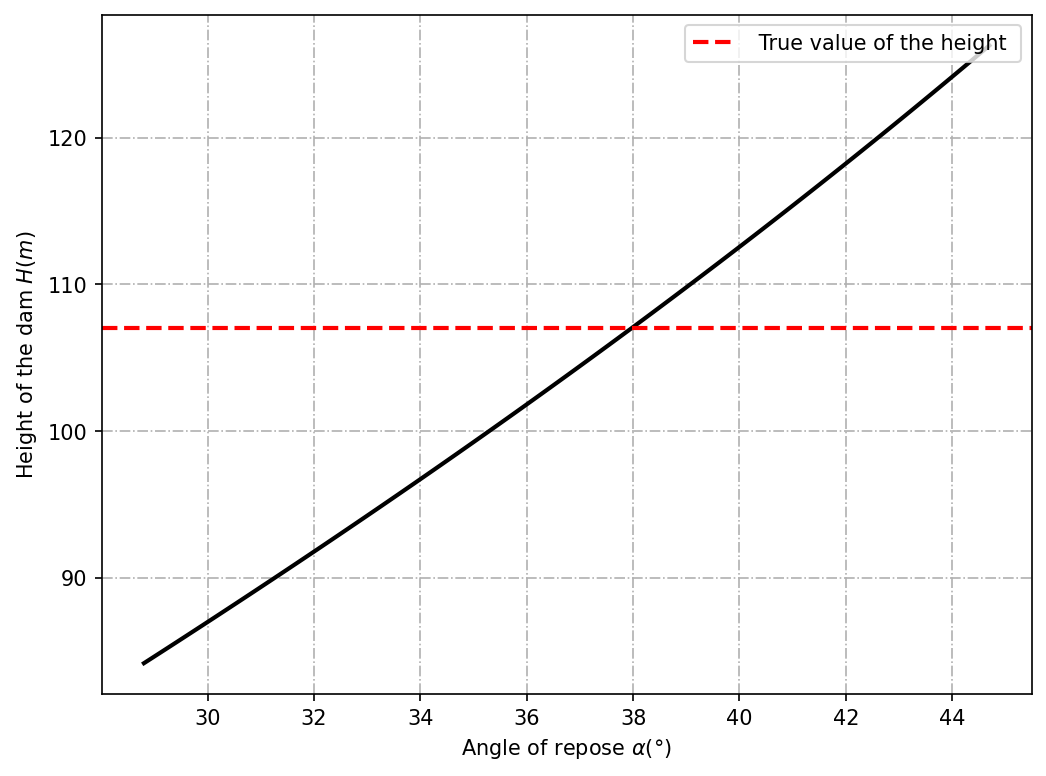 True value of the height
120
110
100
90
Height of the dam H(m)
30 32 34 36 38 40 42 44
Angle of repose α(°)